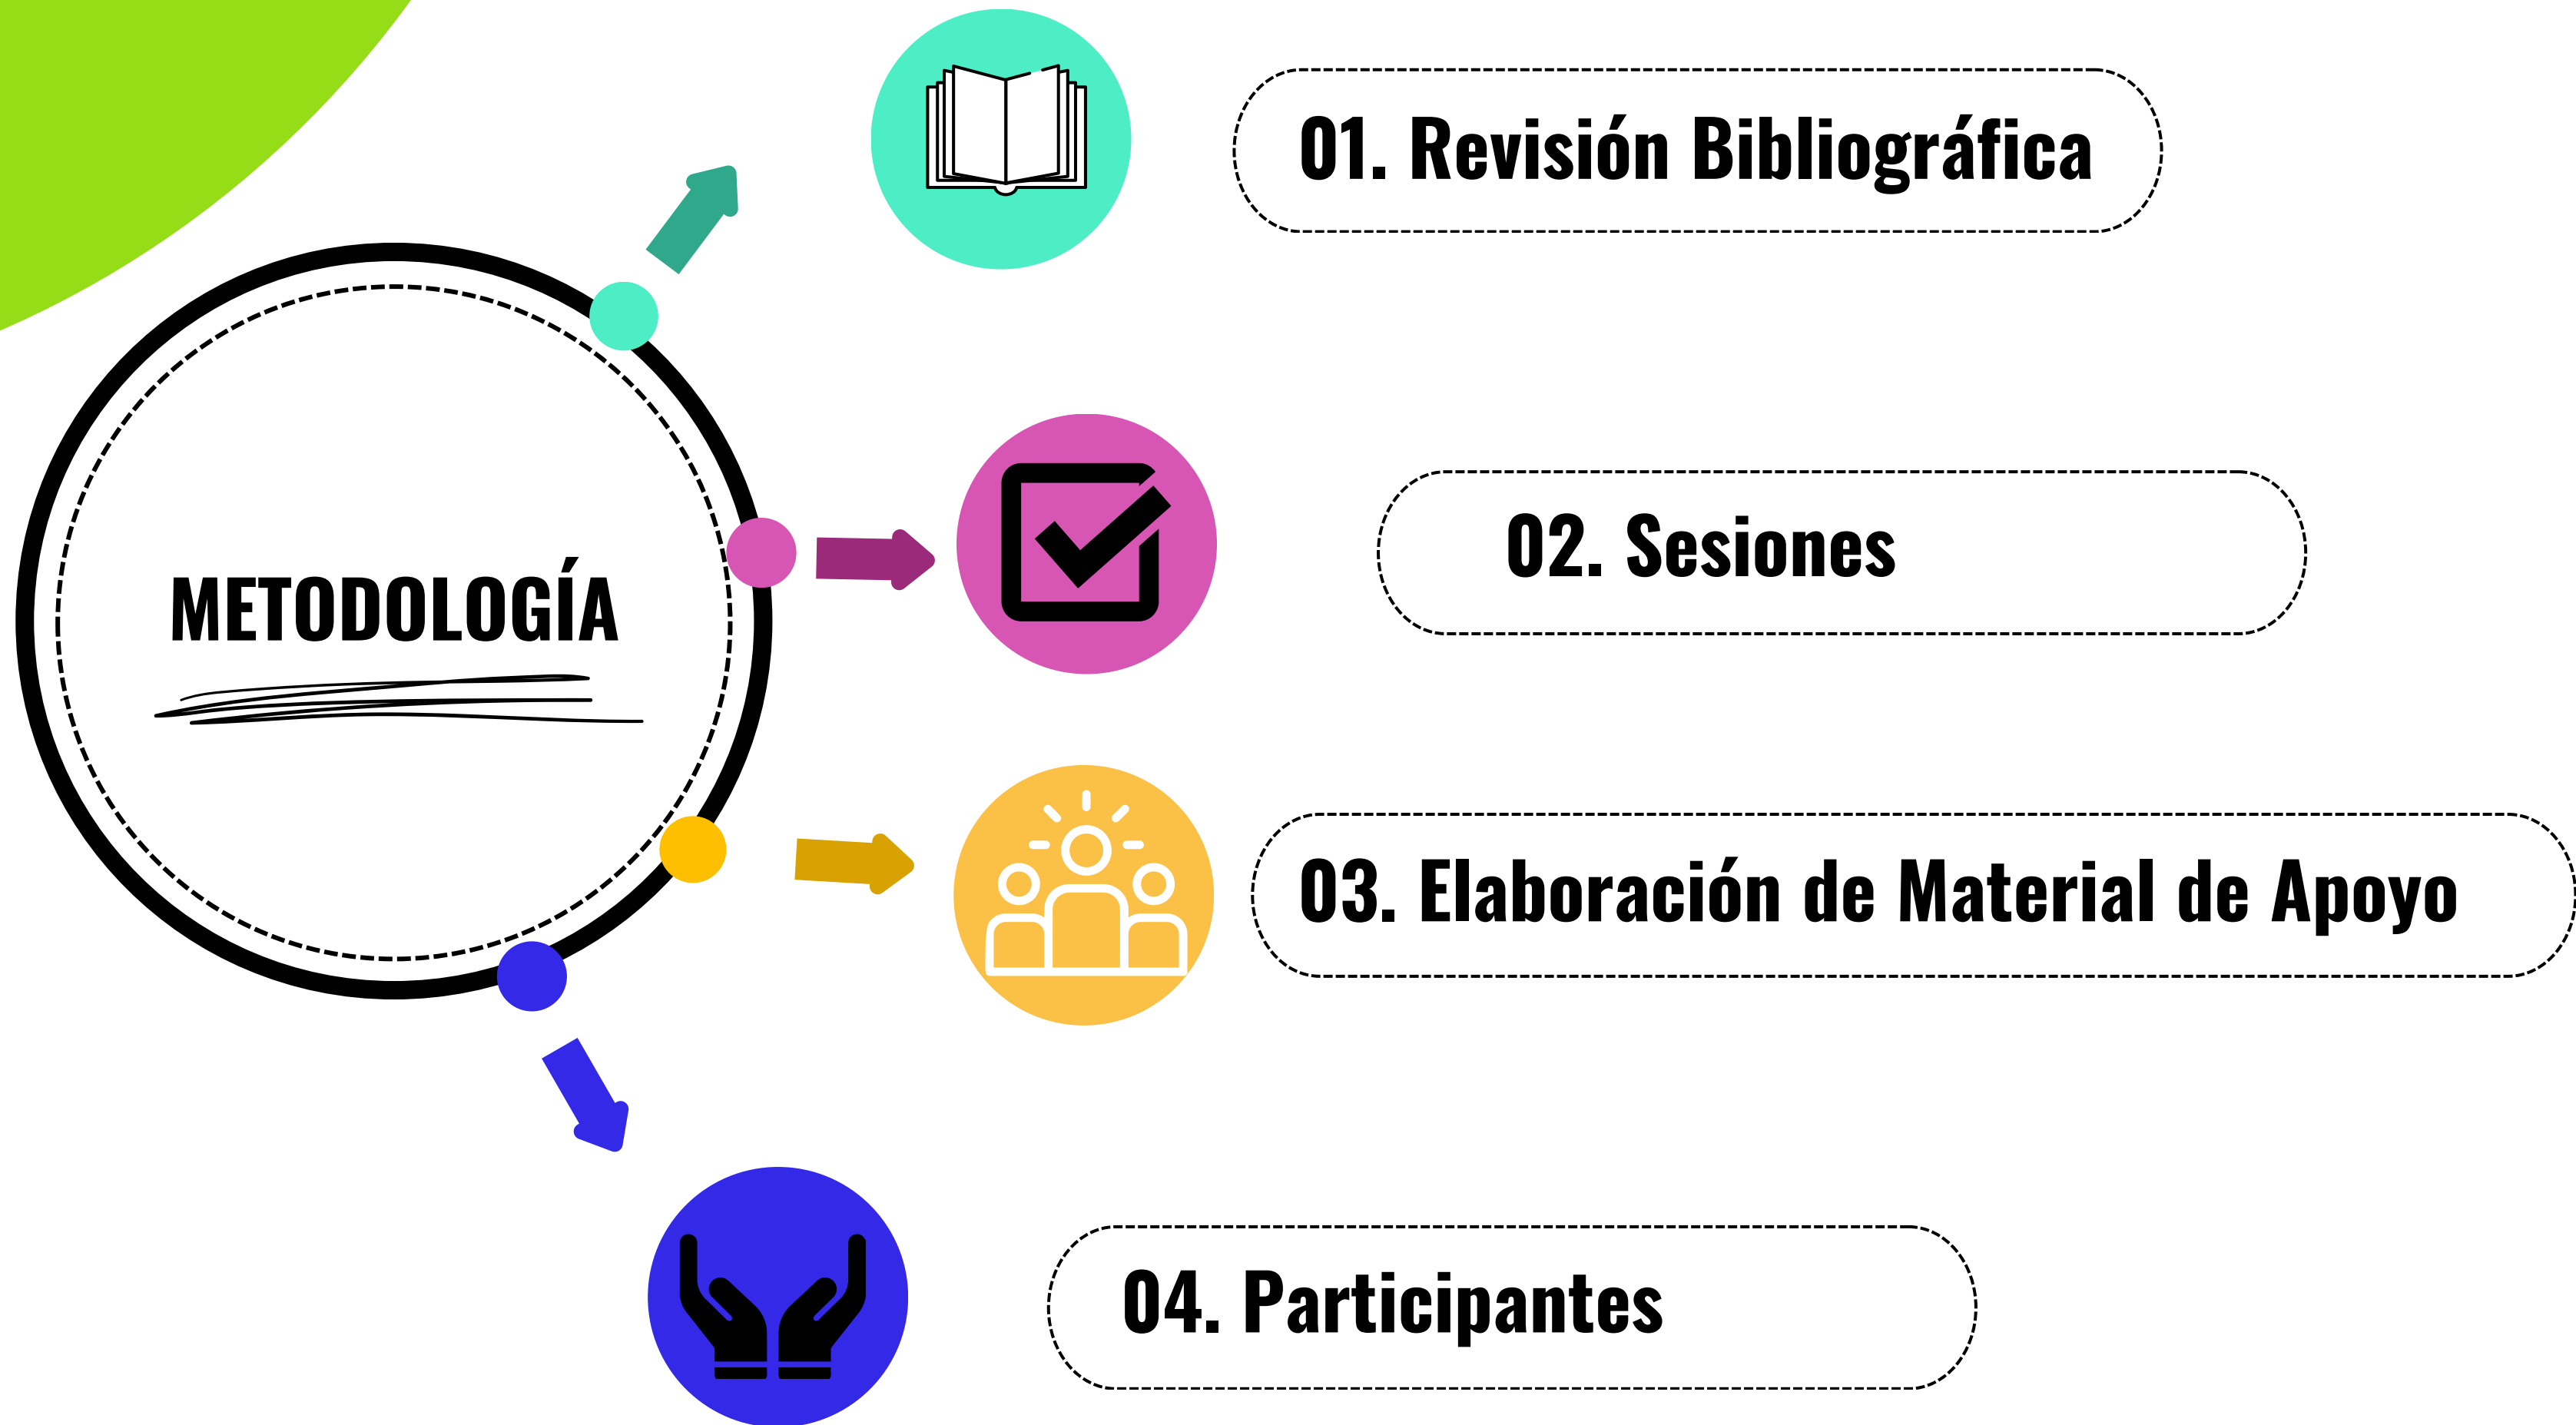 METODOLOGÍA
01. Revisión Bibliográfica
02. Sesiones
03. Elaboración de Material de Apoyo
04. Participantes